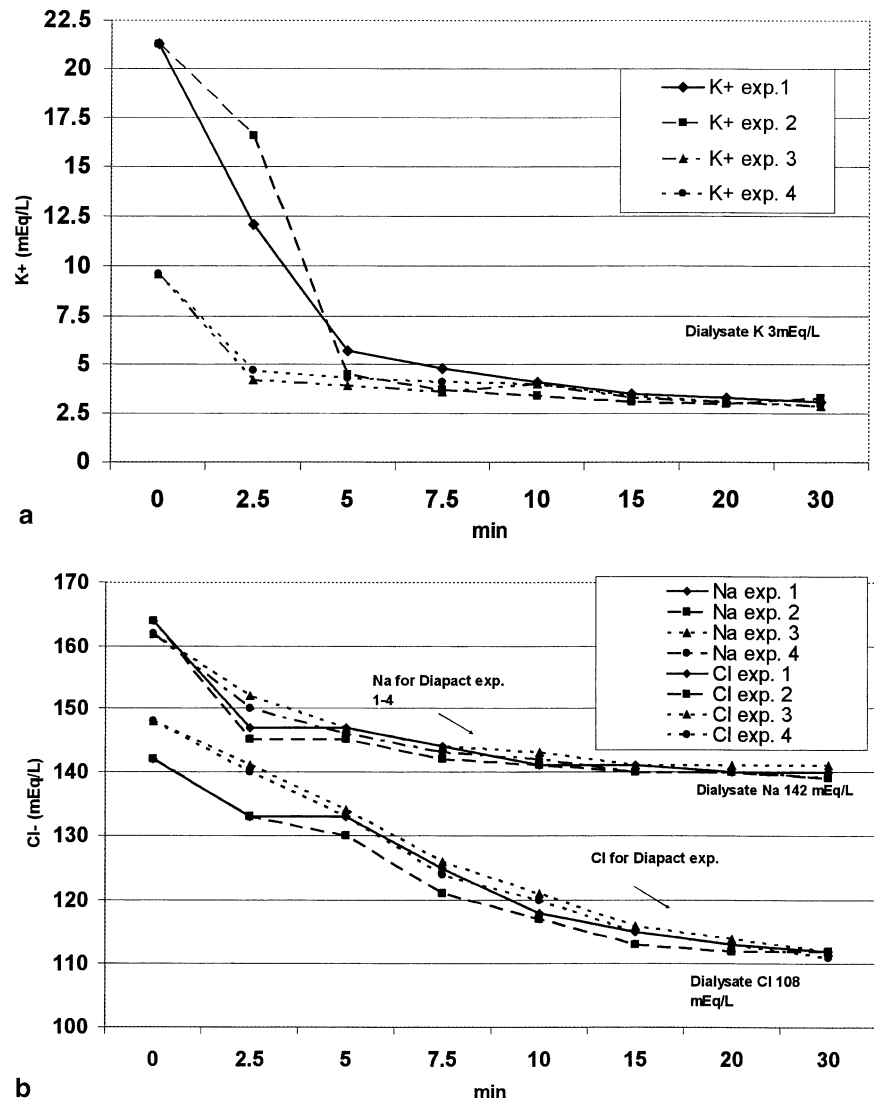 22.5
20
17.5
15
12.5
10
7.5
5
2.5
0
K+ (mEq/L)
K+ exp.1
K+ exp. 2
K+ exp. 3
K+ exp. 4
Dialysate K 3mEq/L
0 2.5 5 7.5 10 15 20 30
min
a
170
160
150
140
130
120
110
100
Cl- (mEq/L)
Na exp. 1
Na exp. 2
Na exp. 3
Na exp. 4
Cl exp. 1
Cl exp. 2
Cl exp. 3
Cl exp. 4
Na for Diapact exp.
1-4
Dialysate Na 142 mEq/L
Cl for Diapact exp.
Dialysate Cl 108
mEq/L
0 2.5 5 7.5 10 15 20 30
min
b